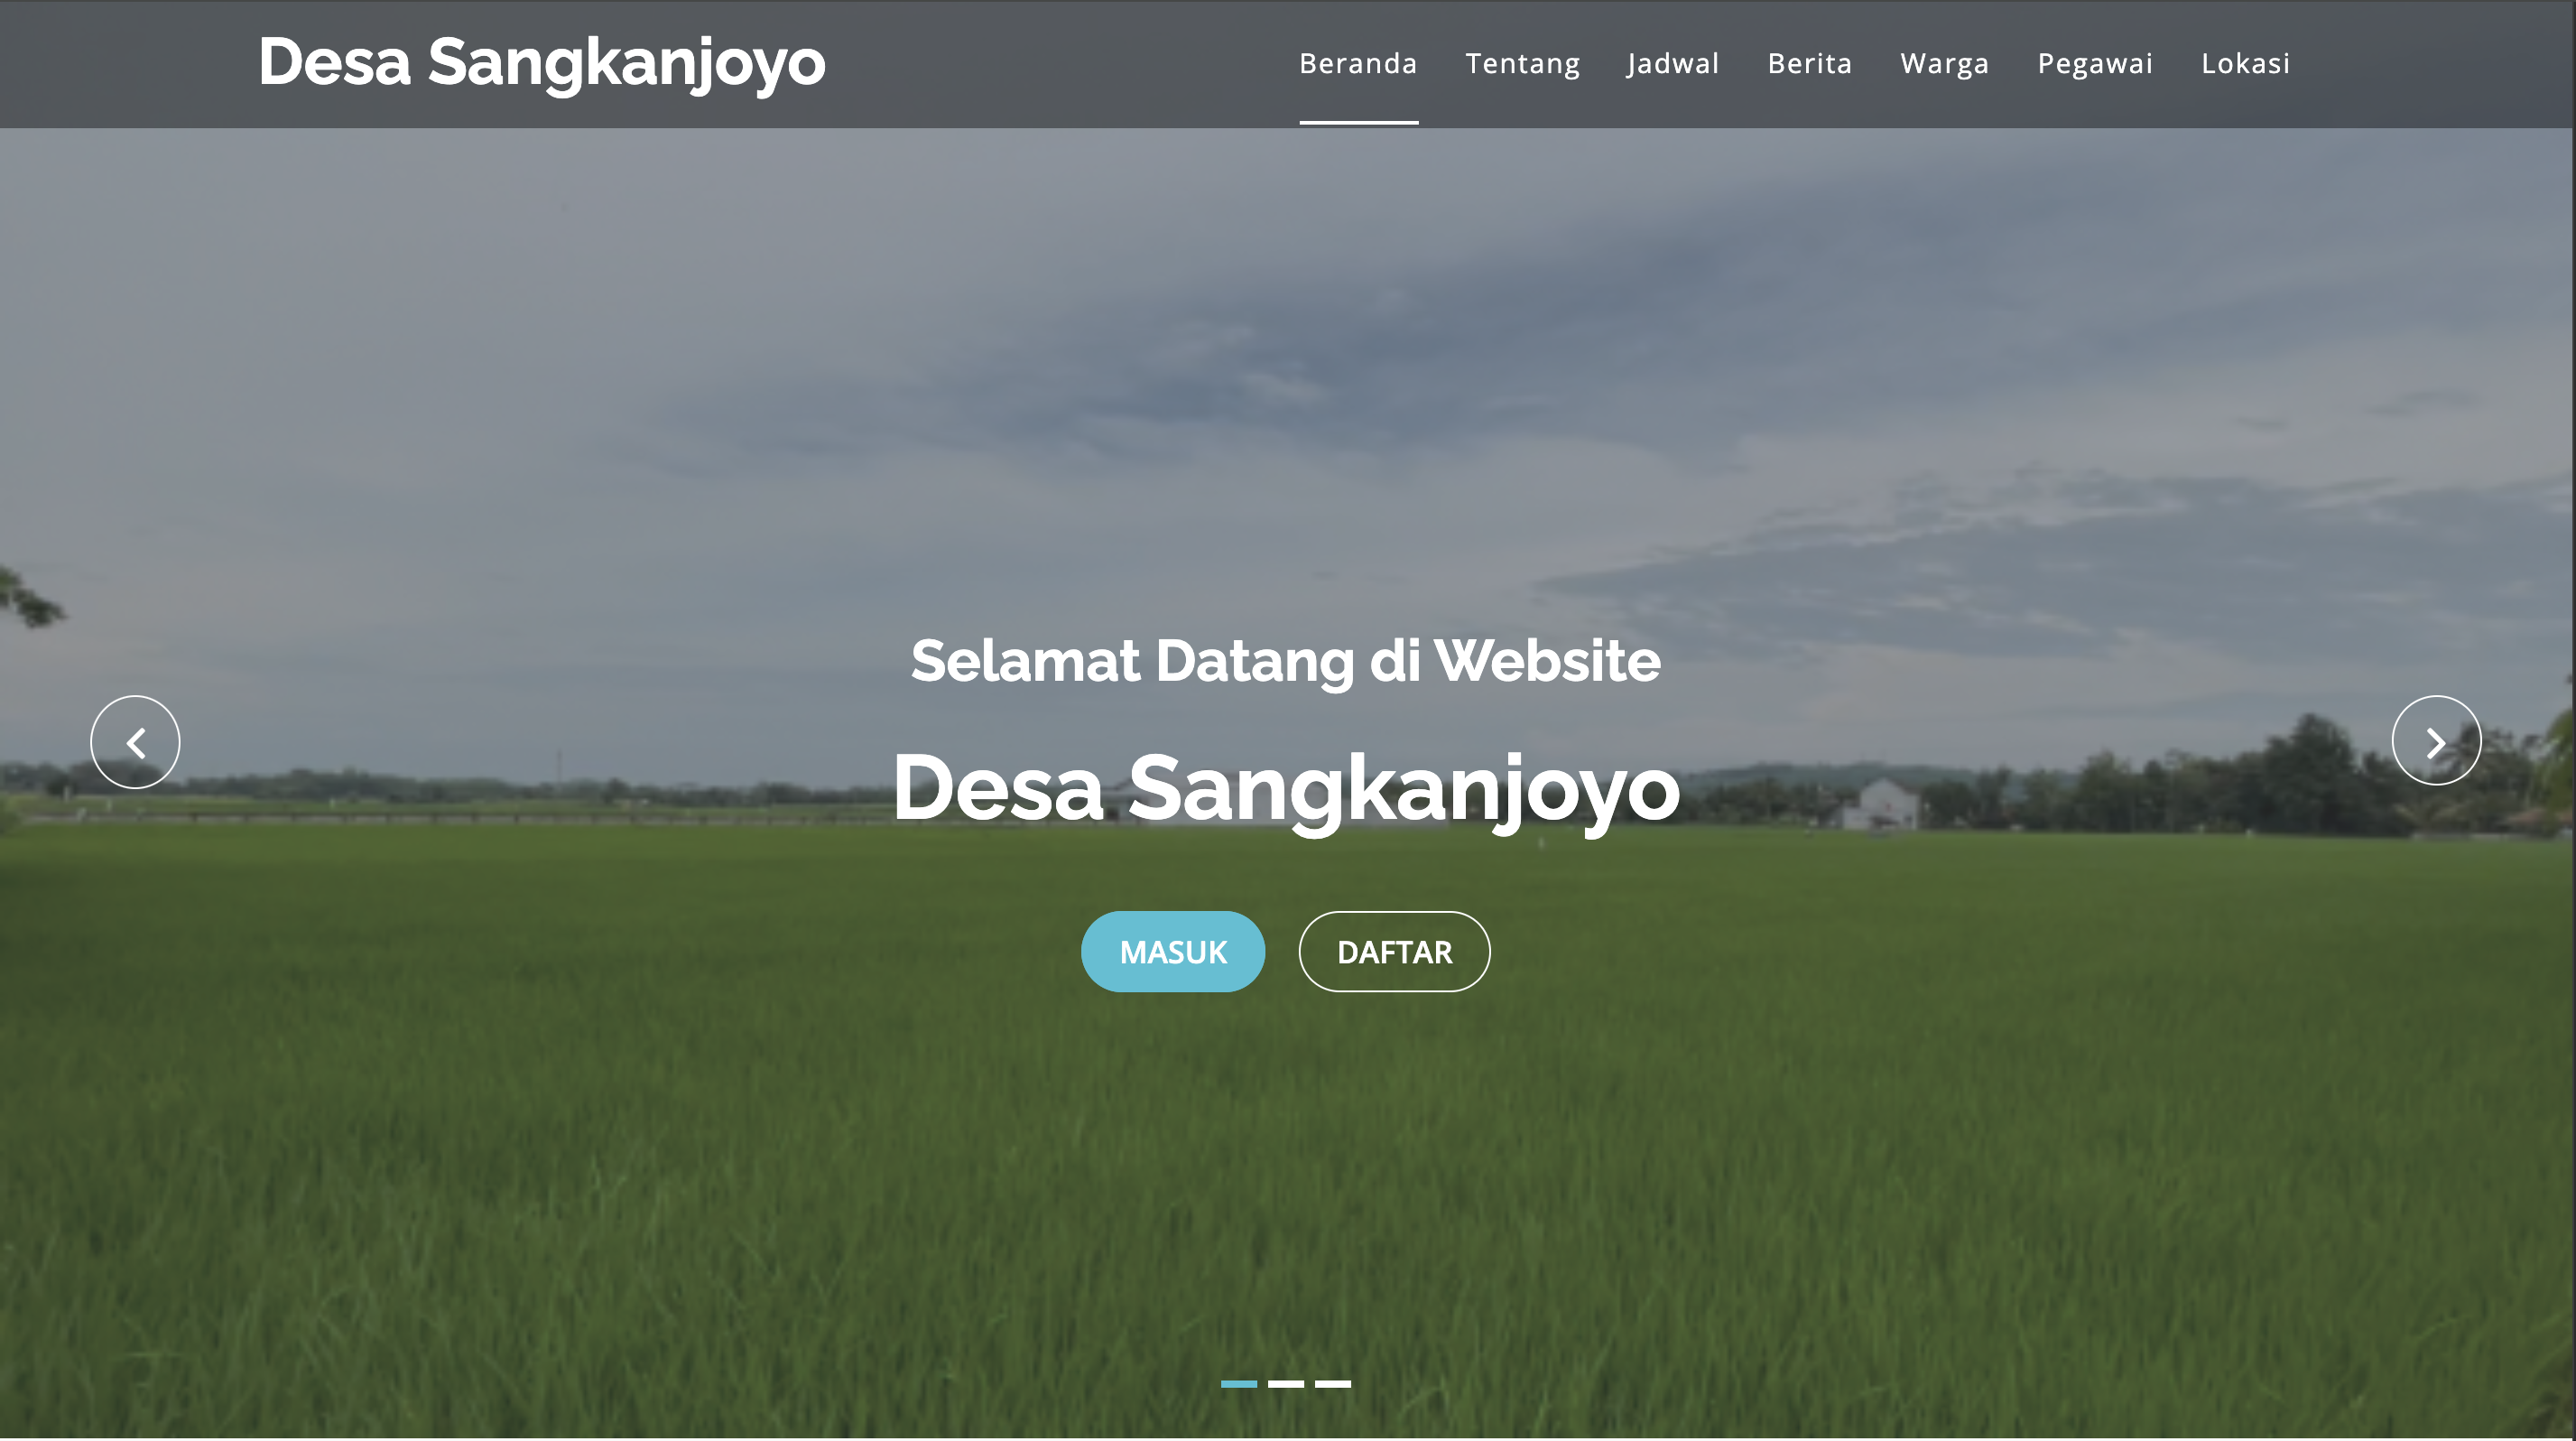 Desa Sangkanjoyo
Beranda Tentang Jadwal Berita Warga Pegawai Lokasi
Selamat Datang di Website
Desa Sangkanjoyo
MASUK DAFTAR